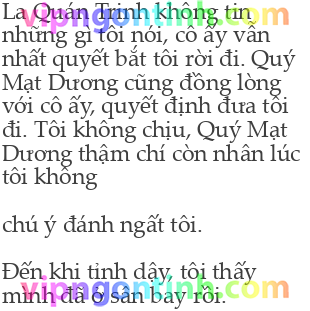 La Quán Trinh không tin
những gì tôi nói, cô ấy vẫn
nhất quyết bắt tôi rời đi. Quý
Mạt Dương cũng đồng lòng
với cô ấy, quyết định đưa tôi
đi. Tôi không chịu, Quý Mạt
Dương thậm chí còn nhân lúc
tôi không
chú ý đánh ngất tôi.
Đến khi tỉnh dậy, tôi thấy
mình đã ở sân bay rồi.
vipngontinh.com
vipngontinh.com